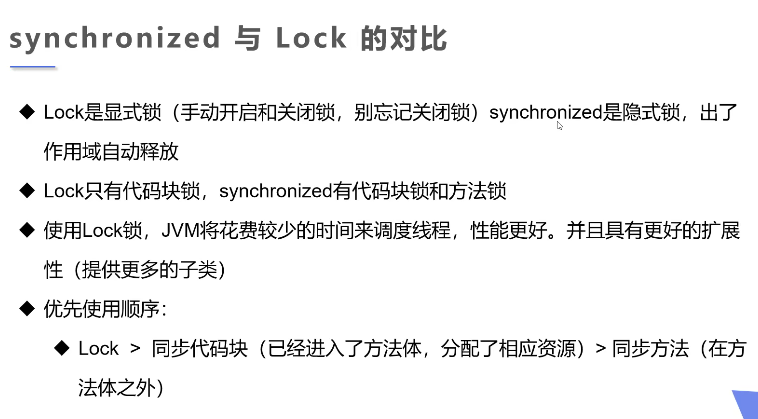 synchronized 与 Lock 的对比
◆ Lock是显式锁（手动开启和关闭锁，别忘记关闭锁）synchronized是隐式锁，出了
作用域自动释放
◆ Lock只有代码块锁，synchronized有代码块锁和方法锁
◆ 使用Lock锁，JVM将花费较少的时间来调度线程，性能更好。并且具有更好的扩展
性（提供更多的子类）
◆ 优先使用顺序：
◆ Lock > 同步代码块（已经进入了方法体，分配了相应资源）> 同步方法（在方
法体之外）